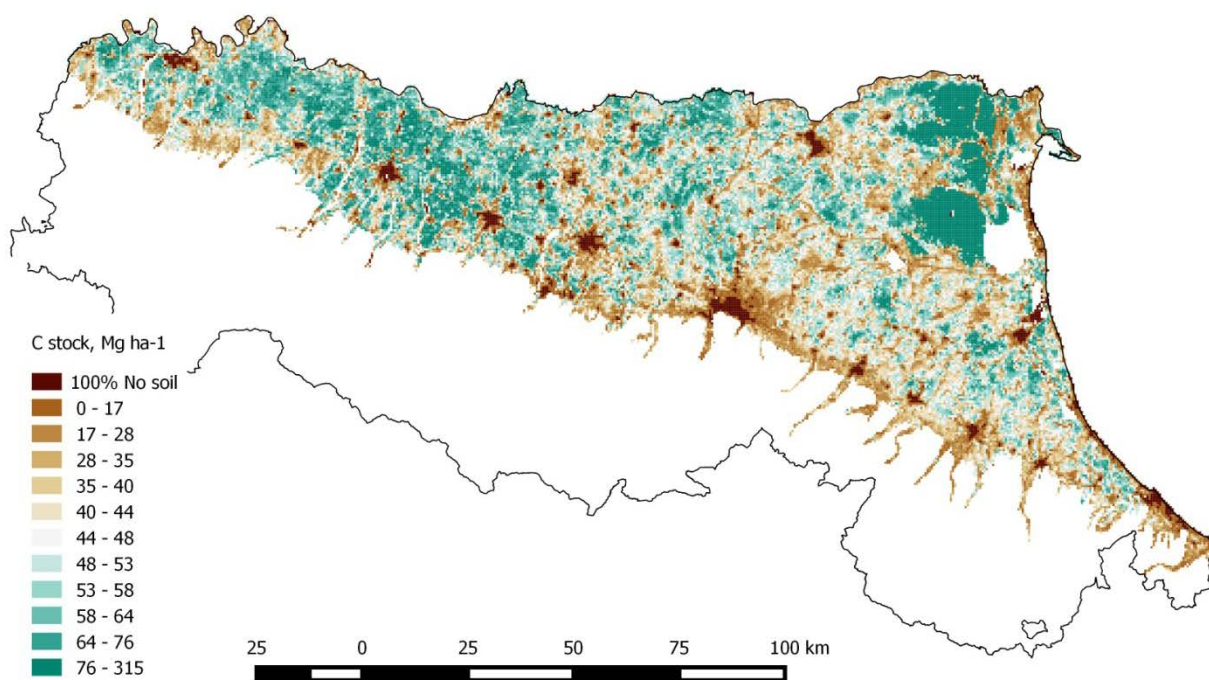 C stock, Mg ha-1
100% No soil
0 - 17
17 - 28
28 - 35
35 - 40
40 - 44
44 - 48
48 - 53
53 - 58
58 - 64
64 - 76
76 - 315
25 0 25 50 75 100 km